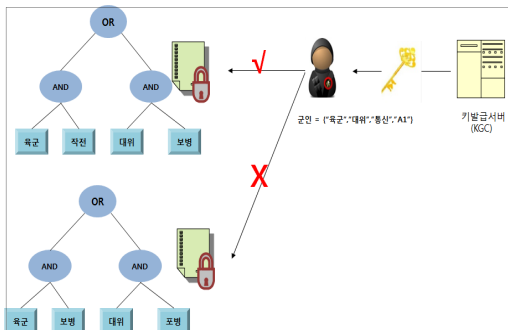 OR
AND
AND
육군
작전
대위
보병
√
군인 = ("육군","대위","통신","A1")
키발급서버
(KGC)
X
OR
AND
AND
육군
보병
대위
포병